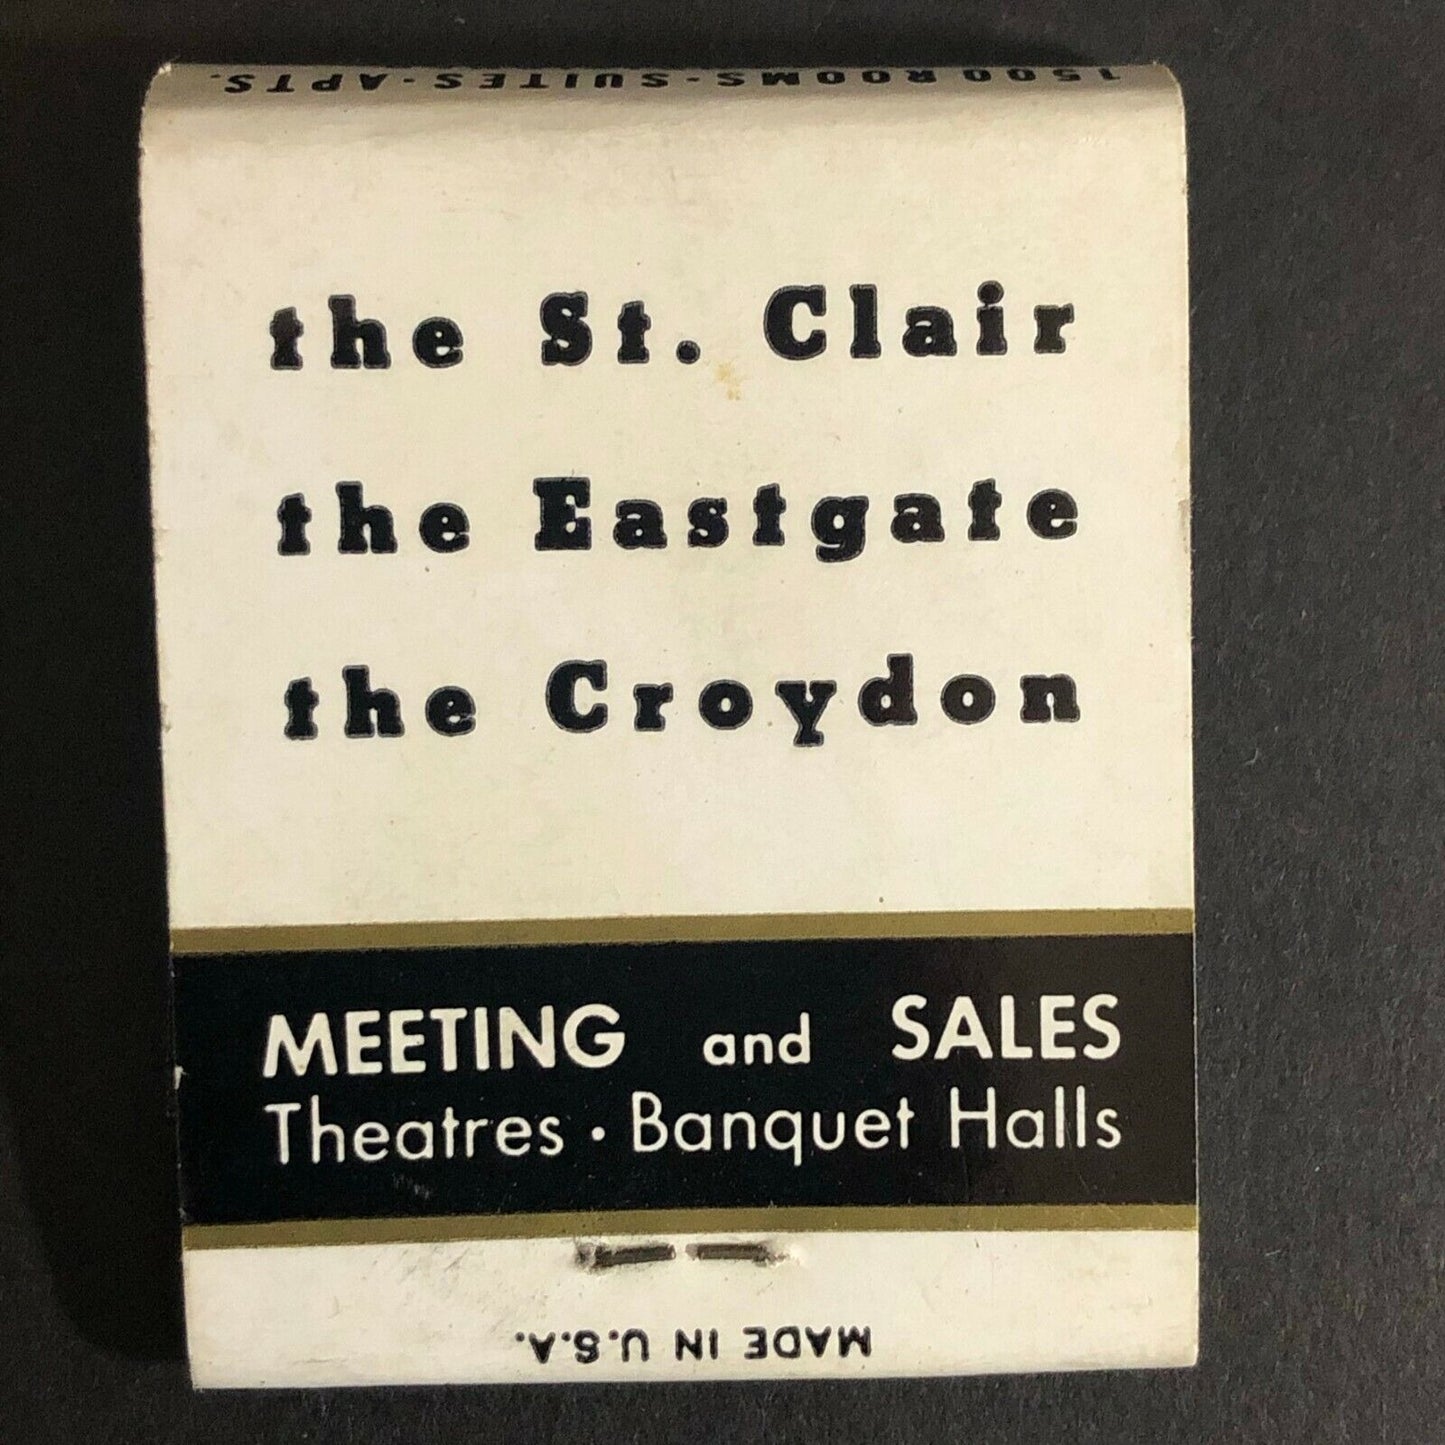 1500 ROOMS · SUITES · APTS.
the St. Clair
the Eastgate
the Croydon
MEETING and SALES
Theatres · Banquet Halls
MADE IN U.S.A.